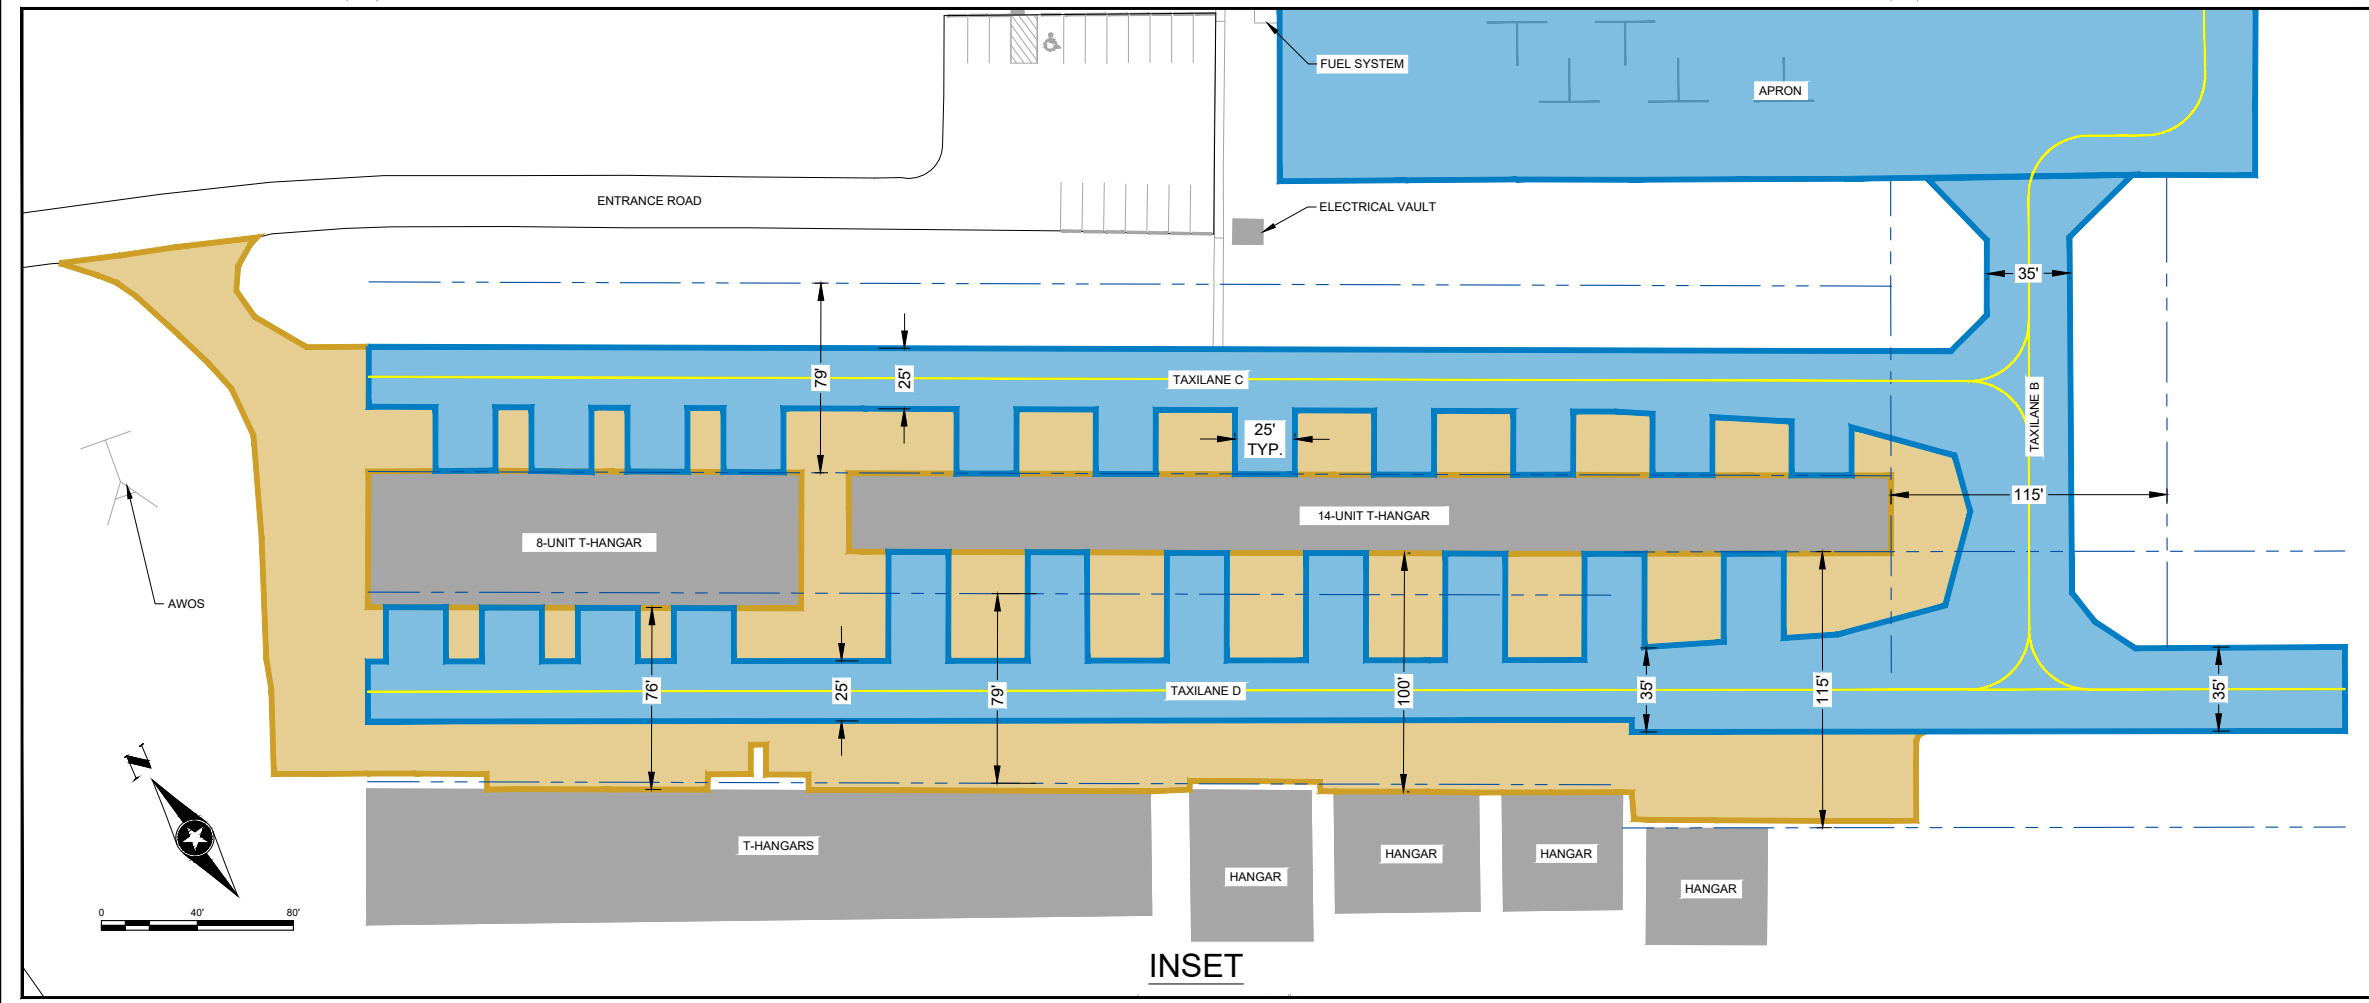 FUEL SYSTEM
APRON
ENTRANCE ROAD
ELECTRICAL VAULT
35'
79'
25'
TAXILANE C
TAXILANE B
25'
TYP.
115'
14-UNIT T-HANGAR
8-UNIT T-HANGAR
AWOS
76'
25'
79'
TAXILANE D
100'
35'
115'
35'
N
T-HANGARS
HANGAR
HANGAR
HANGAR
HANGAR
0 40' 80'
INSET